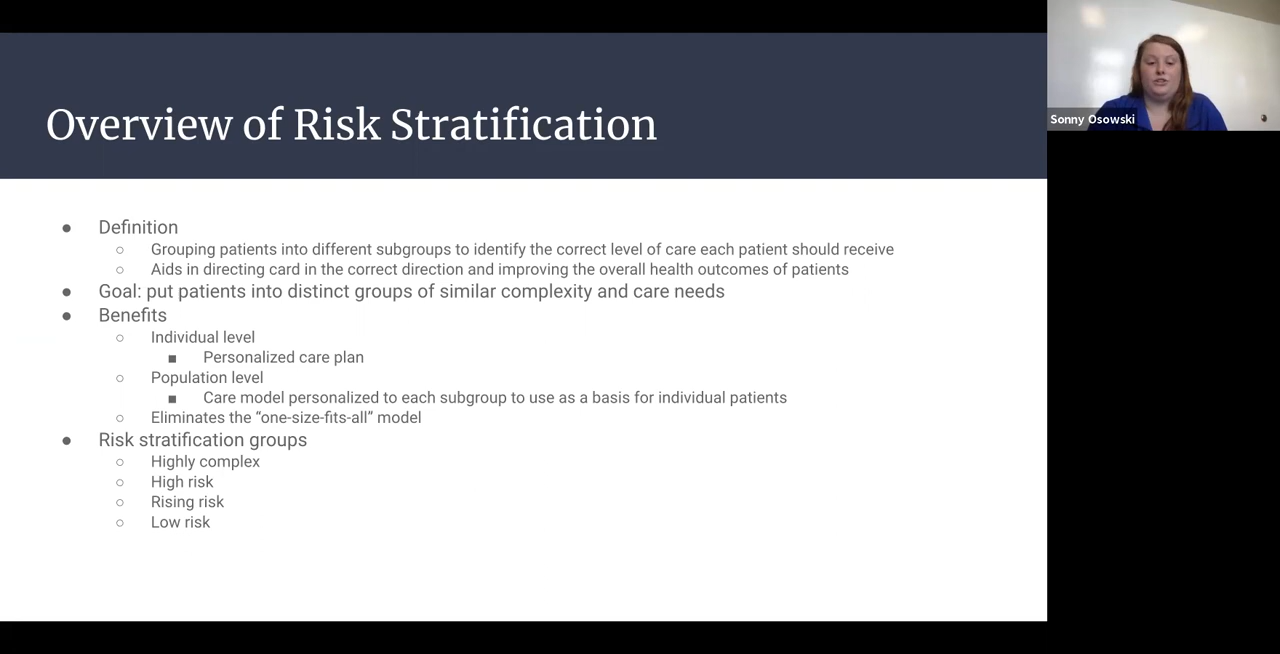 Overview of Risk Stratification
Sonny Osowski
● Definition
○ Grouping patients into different subgroups to identify the correct level of care each patient should receive
○ Aids in directing card in the correct direction and improving the overall health outcomes of patients
● Goal: put patients into distinct groups of similar complexity and care needs
● Benefits
○ Individual level
■ Personalized care plan
○ Population level
■ Care model personalized to each subgroup to use as a basis for individual patients
○ Eliminates the “one-size-fits-all” model
● Risk stratification groups
○ Highly complex
○ High risk
○ Rising risk
○ Low risk